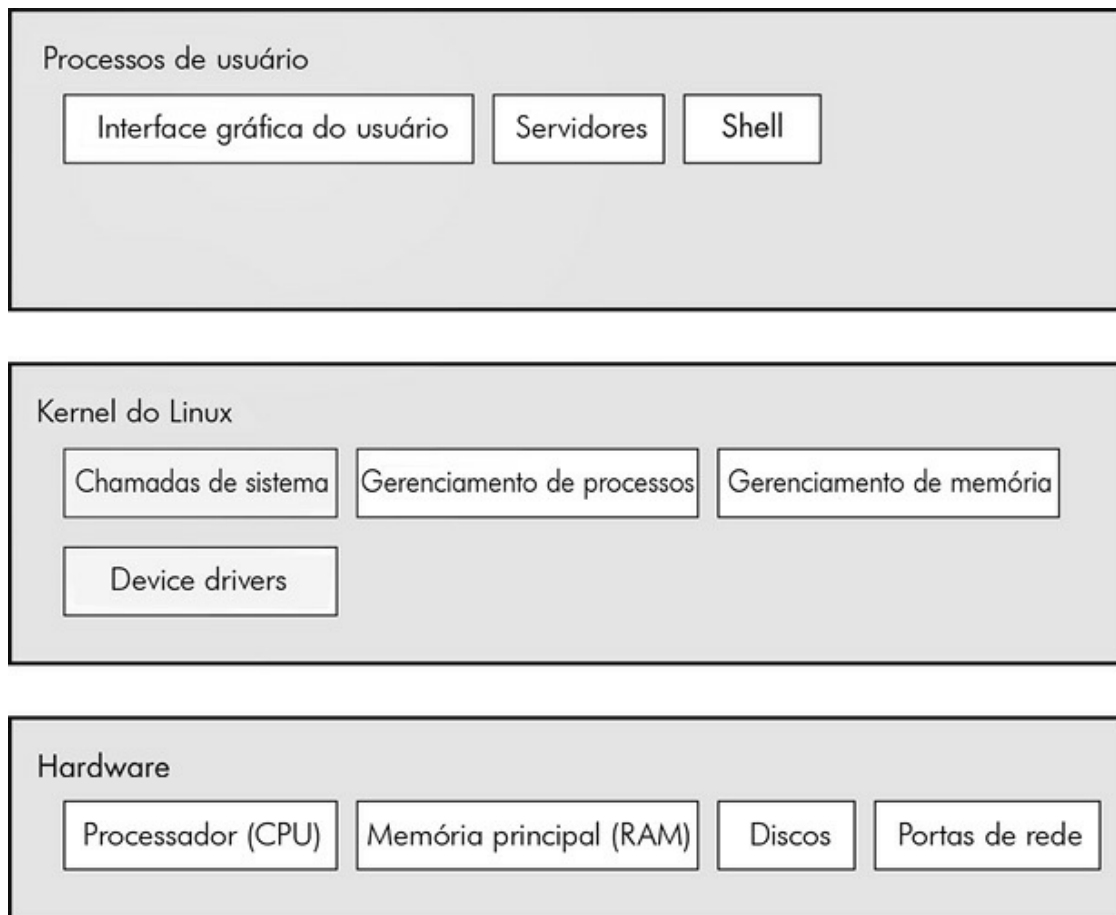 Processos de usuário
Interface gráfica do usuário
Servidores
Shell
Kernel do Linux
Chamadas de sistema
Gerenciamento de processos
Gerenciamento de memória
Device drivers
Hardware
Processador (CPU)
Memória principal (RAM)
Discos
Portas de rede